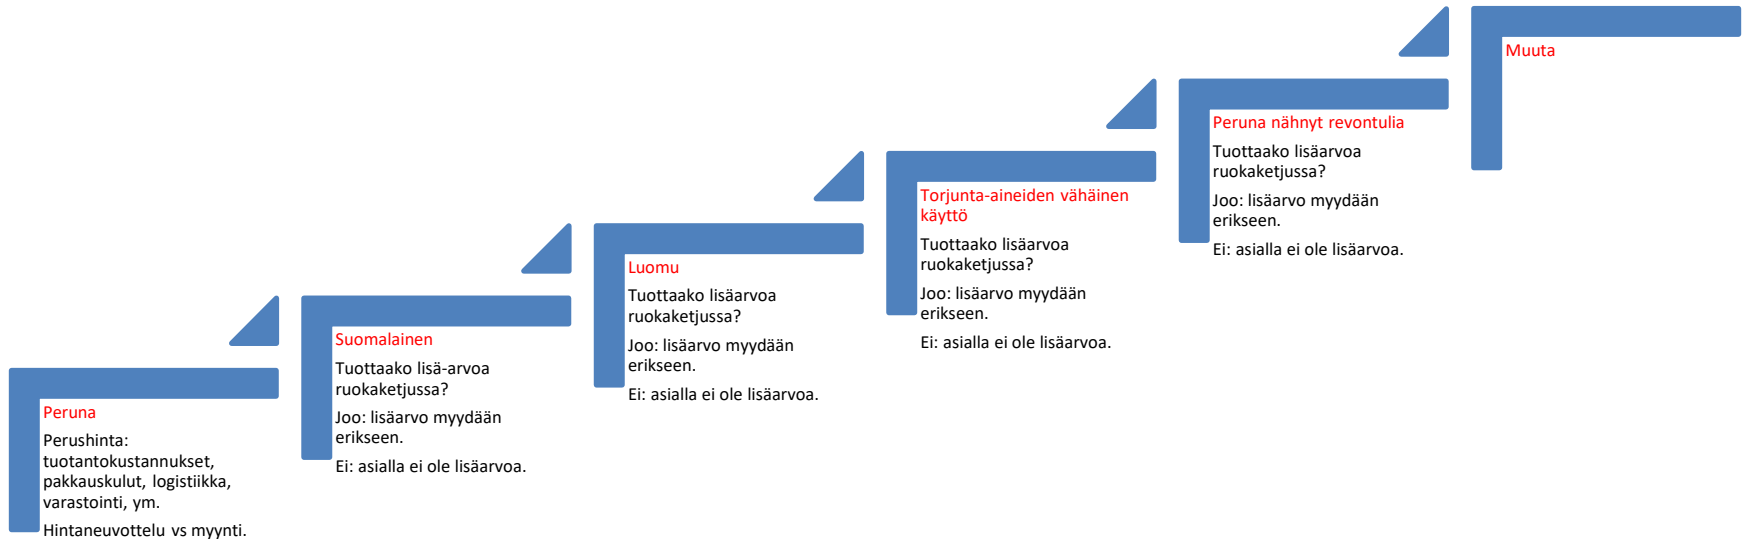 Peruna
Perushinta:
tuotantokustannukset,
pakkauskulut, logistiikka,
varastointi, ym.
Hintaneuvottelu vs myynti.
Suomalainen
Tuottaako lisä-arvoa
ruokaketjussa?
Joo: lisäarvo myydään
erikseen.
Ei: asialla ei ole lisäarvoa.
Luomu
Tuottaako lisäarvoa
ruokaketjussa?
Joo: lisäarvo myydään
erikseen.
Ei: asialla ei ole lisäarvoa.
Torjunta-aineiden vähäinen
käyttö
Tuottaako lisäarvoa
ruokaketjussa?
Joo: lisäarvo myydään
erikseen.
Ei: asialla ei ole lisäarvoa.
Peruna nähnyt revontulia
Tuottaako lisäarvoa
ruokaketjussa?
Joo: lisäarvo myydään
erikseen.
Ei: asialla ei ole lisäarvoa.
Muuta